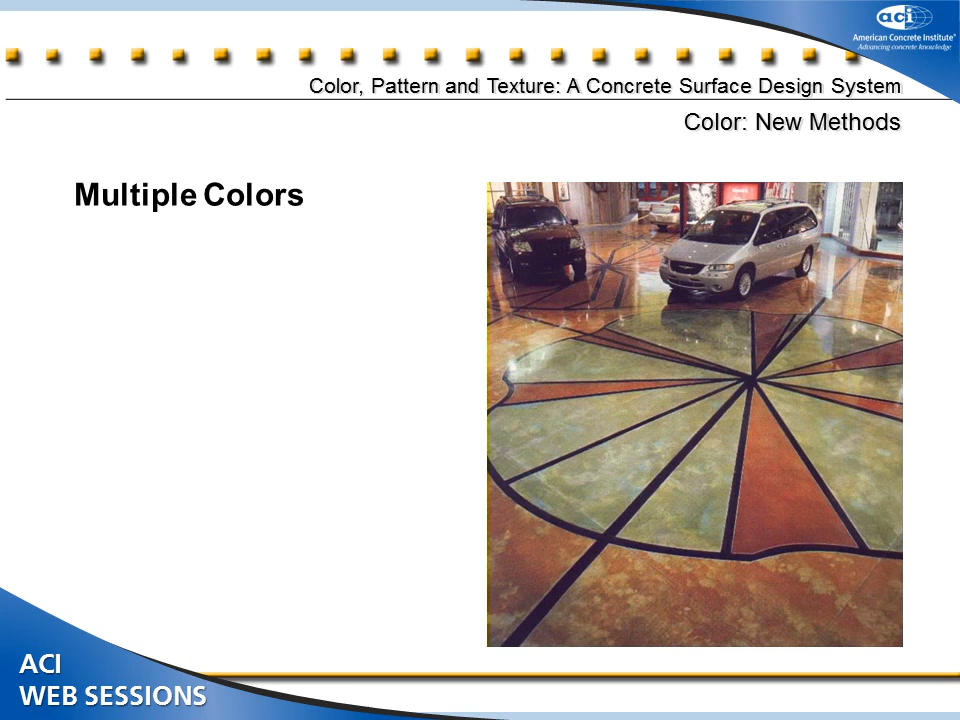 aci
American Concrete Institute®
Advancing concrete knowledge
Color, Pattern and Texture: A Concrete Surface Design System
Color: New Methods
Multiple Colors
ACI
WEB SESSIONS